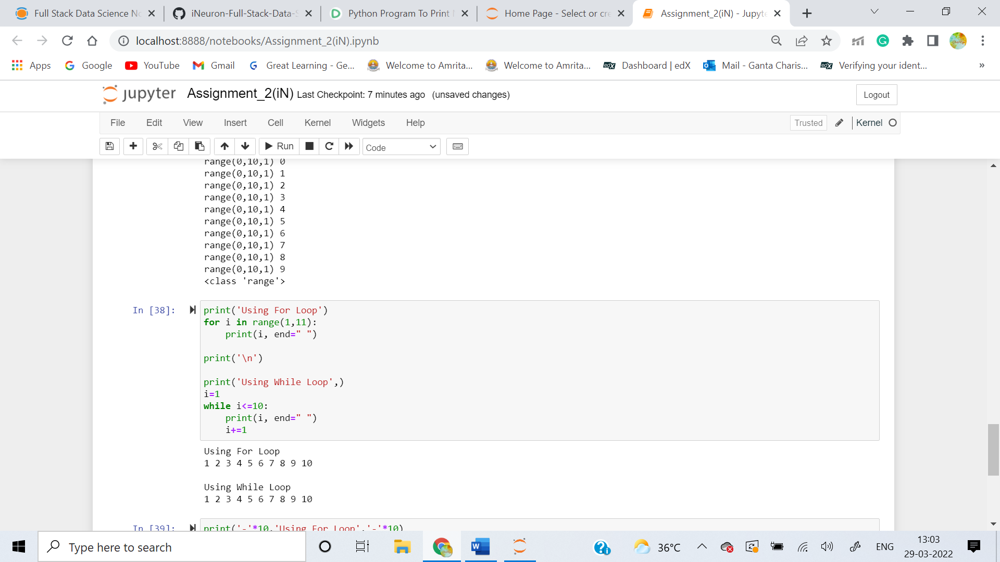 Full Stack Data Science No
iNeuron-Full-Stack-Data-S
Python Program To Print
Home Page - Select or cre
Assignment_2(iN) - Jupyte
localhost:8888/notebooks/Assignment_2(iN).ipynb
Apps
Google
YouTube
Gmail
Great Learning - Ge...
Welcome to Amrita...
Welcome to Amrita...
edX
Dashboard | edX
Mail - Ganta Charis...
edX
Verifying your ident...
»
jupyter
Assignment_2(iN) Last Checkpoint: 7 minutes ago (unsaved changes)
Logout
File Edit View Insert Cell Kernel Widgets Help
Trusted
Kernel
Run
Code
range(0,10,1) 0
range(0,10,1) 1
range(0,10,1) 2
range(0,10,1) 3
range(0,10,1) 4
range(0,10,1) 5
range(0,10,1) 6
range(0,10,1) 7
range(0,10,1) 8
range(0,10,1) 9
<class 'range'>
In [38]:
print('Using For Loop')
for i in range(1,11):
    print(i, end=" ")
print('\n')
print('Using While Loop',)
i=1
while i<=10:
    print(i, end=" ")
    i+=1
Using For Loop
1 2 3 4 5 6 7 8 9 10
Using While Loop
1 2 3 4 5 6 7 8 9 10
In [39]:
print('-'*10,'Using For Loop','-'*10)
Type here to search
36°C
ENG
13:03
29-03-2022